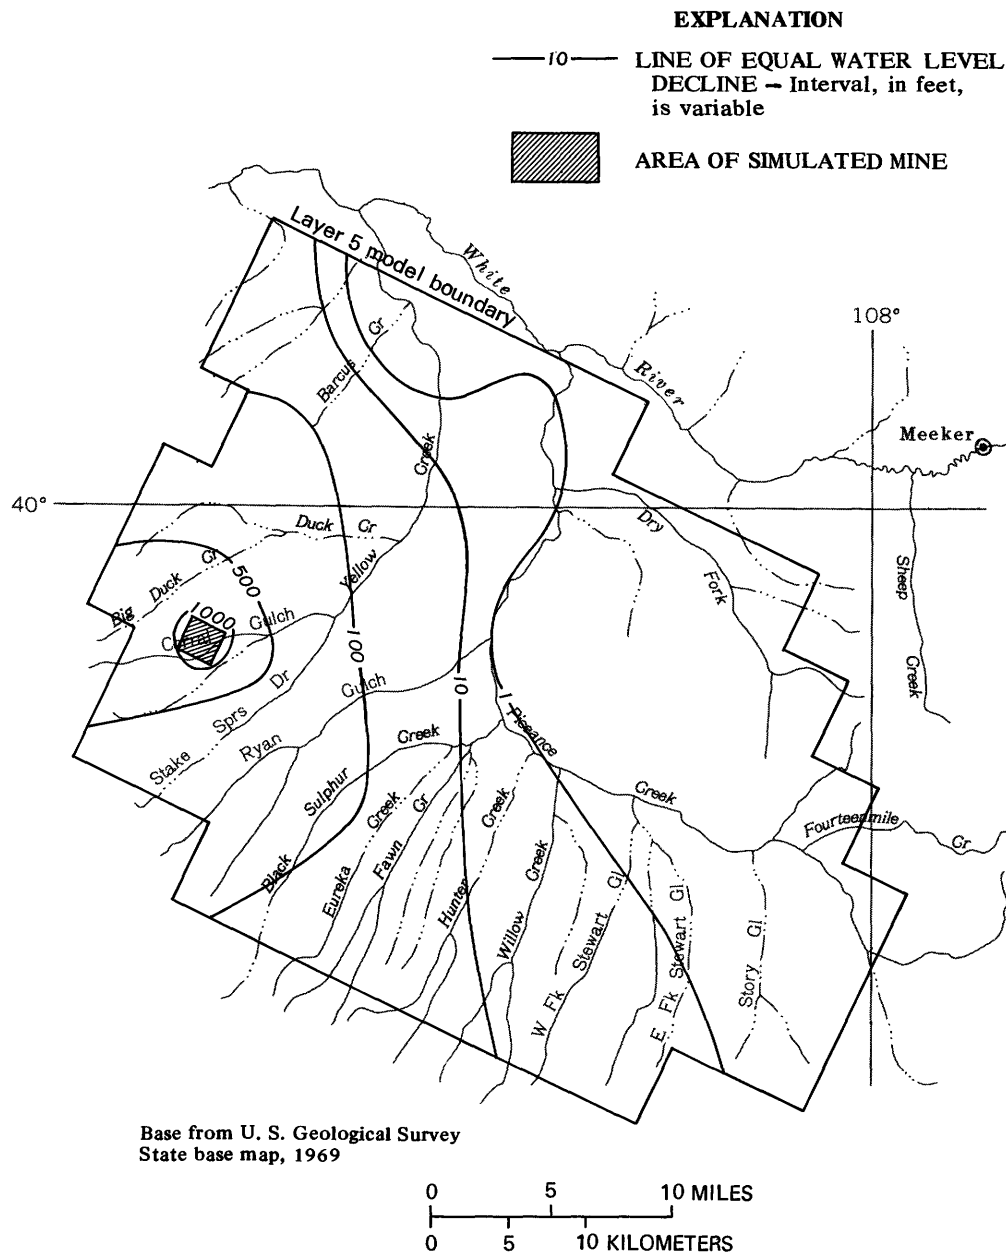 EXPLANATION
—10— LINE OF EQUAL WATER LEVEL
DECLINE – Interval, in feet,
is variable
AREA OF SIMULATED MINE
Layer 5 model boundary
White
River
108°
Meeker
40°
Barcus Cr
Creek
Yellow
Duck Cr
Big Duck Cr
500
1000
Corral Gulch
100
Stake Sprs Dr
Ryan Gulch
10
1
Piceance
Creek
Dry
Fork
Sheep
Creek
Black Sulphur Creek
Eureka Creek
Fawn Cr
Hunter Creek
Willow Creek
W Fk Stewart Gl
E Fk Stewart Gl
Story Gl
Fourteenmile
Cr
Base from U. S. Geological Survey
State base map, 1969
0 5 10 MILES
0 5 10 KILOMETERS